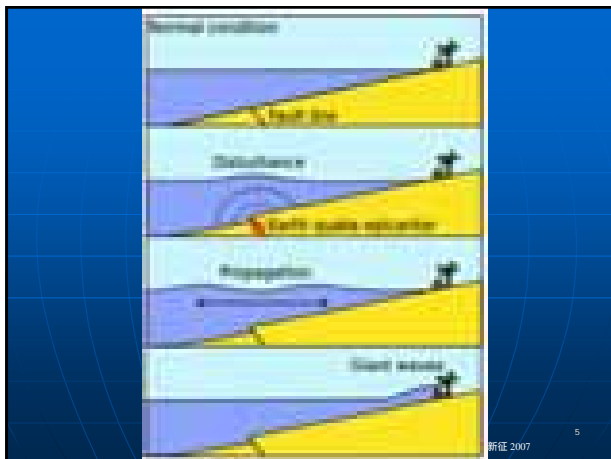 Normal condition
Fault line
Disturbance
Earth quake epicenter
Propagation
Giant waves
5
新征 2007